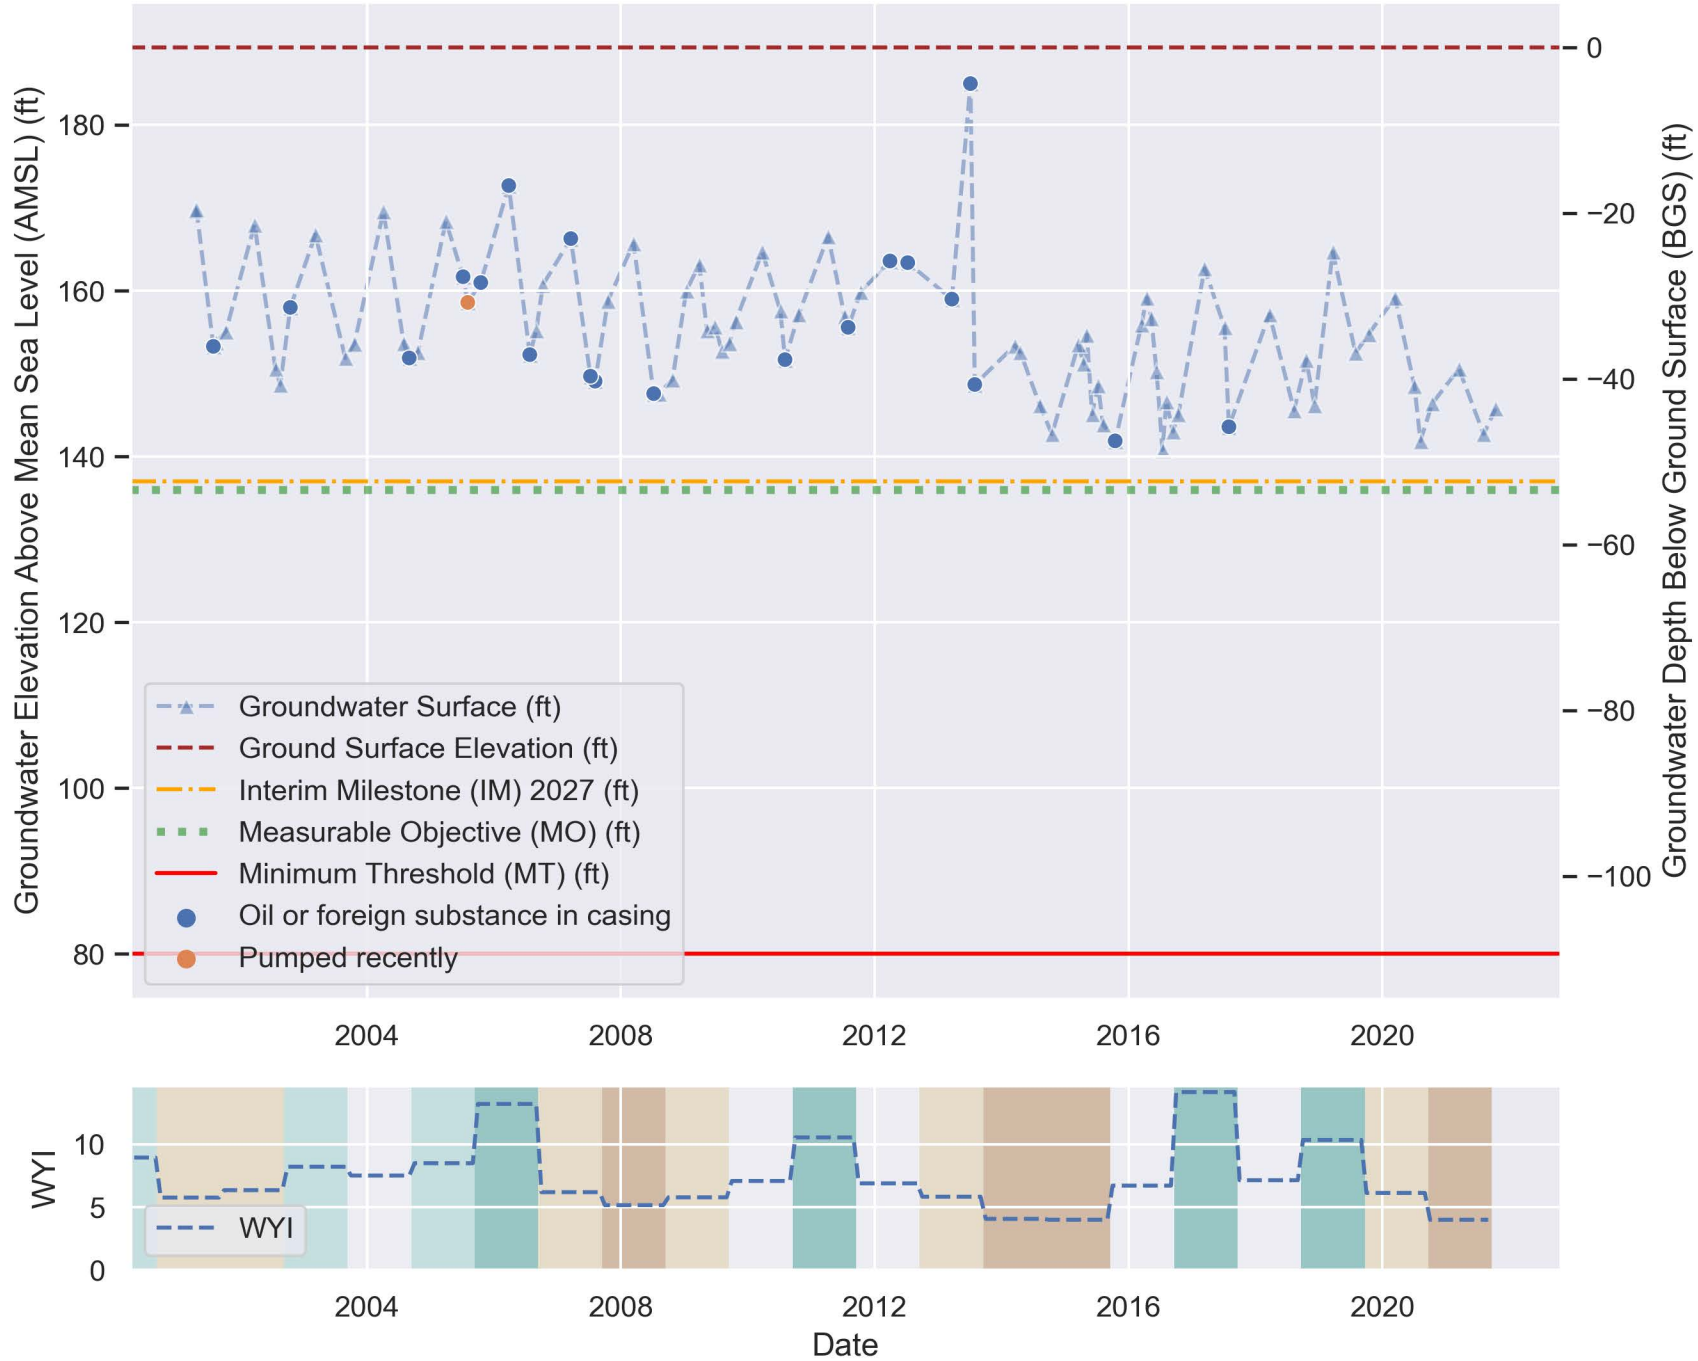 Groundwater Elevation Above Mean Sea Level (AMSL) (ft)
180
160
140
120
100
80
0
−20
−40
−60
−80
−100
Groundwater Depth Below Ground Surface (BGS) (ft)
Groundwater Surface (ft)
Ground Surface Elevation (ft)
Interim Milestone (IM) 2027 (ft)
Measurable Objective (MO) (ft)
Minimum Threshold (MT) (ft)
Oil or foreign substance in casing
Pumped recently
2004 2008 2012 2016 2020
WYI
10
5
0
WYI
2004 2008 2012 2016 2020
Date